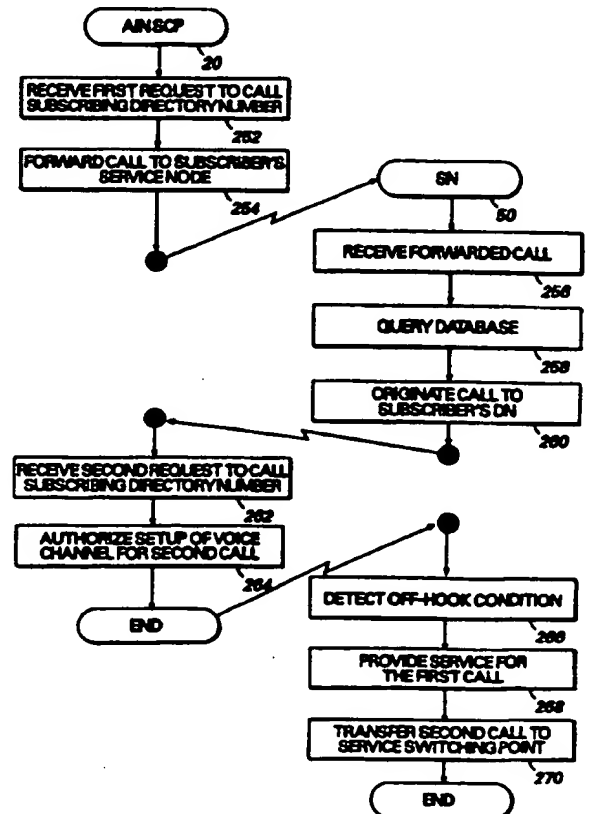 AIN SCP
20
RECEIVE FIRST REQUEST TO CALL
SUBSCRIBING DIRECTORY NUMBER
252
FORWARD CALL TO SUBSCRIBER'S
SERVICE NODE
254
SN
50
RECEIVE FORWARDED CALL
256
QUERY DATABASE
258
ORIGINATE CALL TO
SUBSCRIBER'S DN
260
RECEIVE SECOND REQUEST TO CALL
SUBSCRIBING DIRECTORY NUMBER
262
AUTHORIZE SETUP OF VOICE
CHANNEL FOR SECOND CALL
264
END
DETECT OFF-HOOK CONDITION
266
PROVIDE SERVICE FOR
THE FIRST CALL
268
TRANSFER SECOND CALL TO
SERVICE SWITCHING POINT
270
END